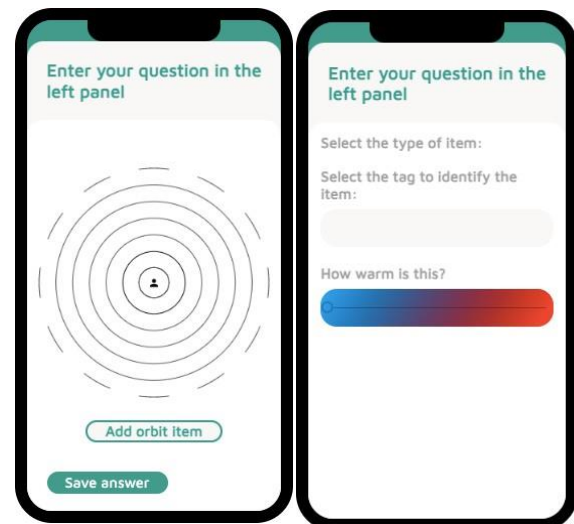 Enter your question in the
left panel
Add orbit item
Save answer
Enter your question in the
left panel
Select the type of item:
Select the tag to identify the
item:
How warm is this?